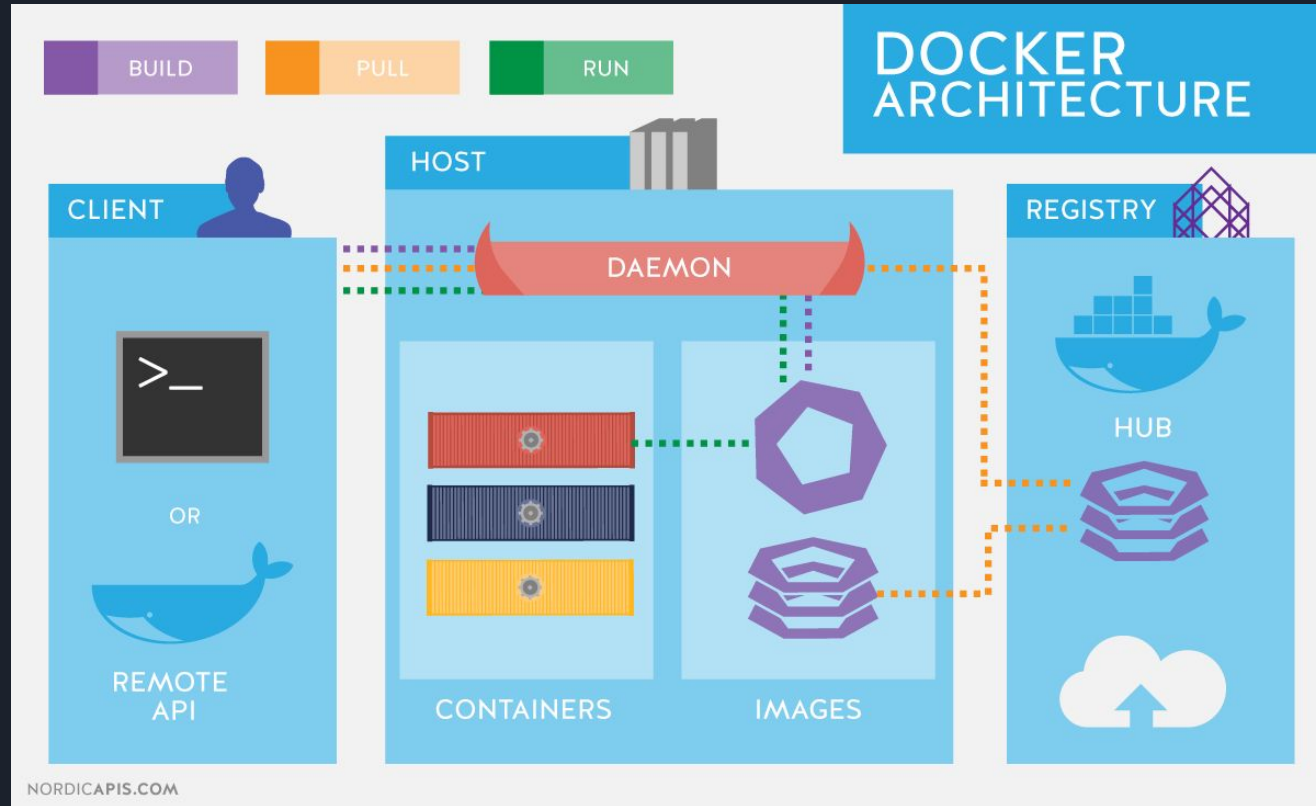 BUILD
PULL
RUN
DOCKER
ARCHITECTURE
CLIENT
>_
OR
REMOTE
API
HOST
DAEMON
CONTAINERS
IMAGES
REGISTRY
HUB
NORDICAPIS.COM